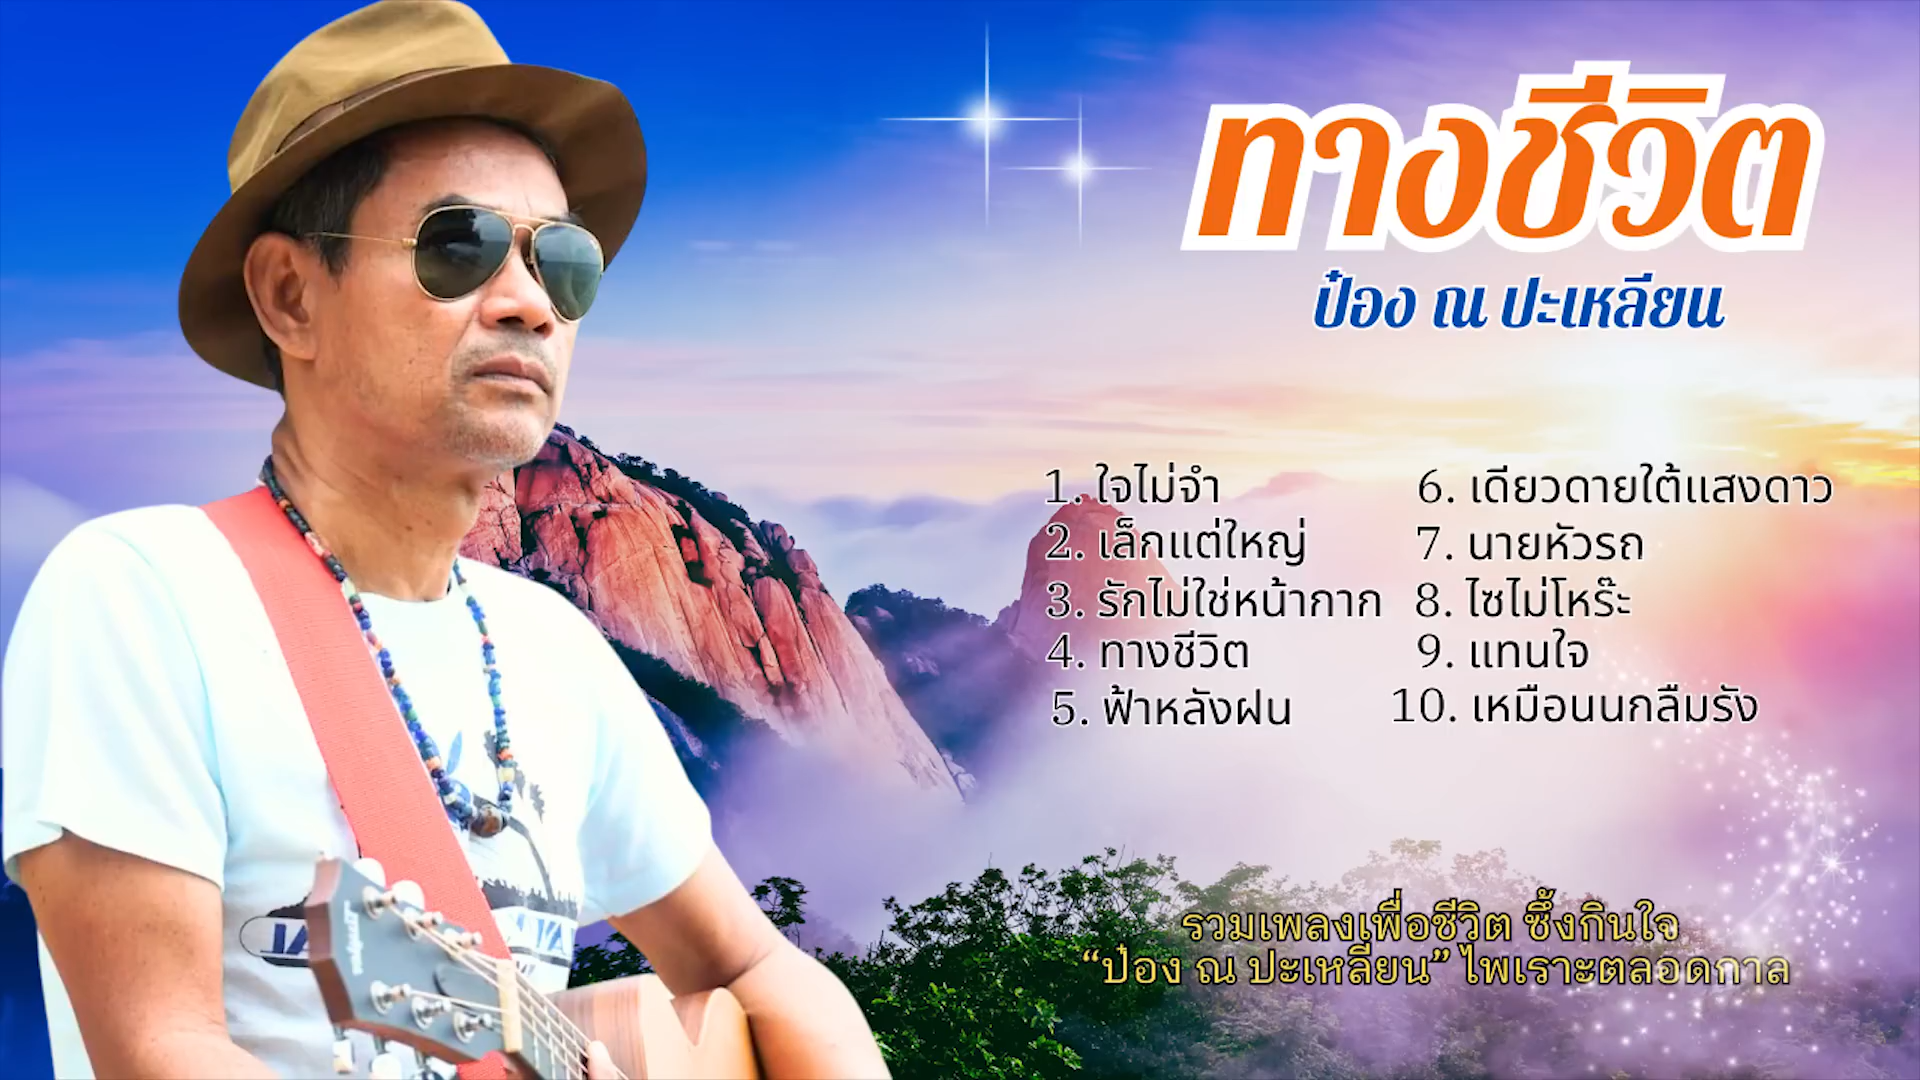 ทางชีวิต
ป๋อง ณ ปะเหลียน
1. ใจไม่จำ
2. เล็กแต่ใหญ่
3. รักไม่ใช่หน้ากาก
4. ทางชีวิต
5. ฟ้าหลังฝน
6. เดียวดายใต้แสงดาว
7. นายหัวรถ
8. ไซไม่โหร๊ะ
9. แทนใจ
10. เหมือนนกลืมรัง
รวมเพลงเพื่อชีวิต ซึ้งกินใจ
“ป๋อง ณ ปะเหลียน” ไพเราะตลอดกาล